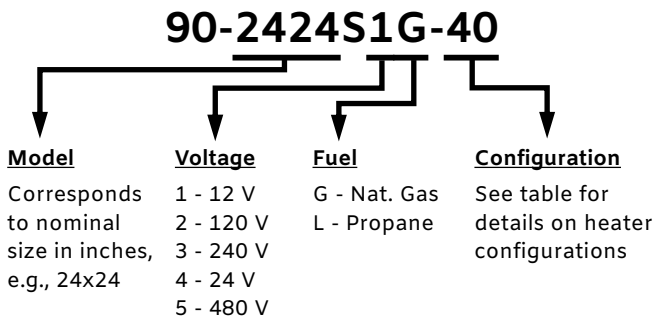 90-2424S1G-40
Model
Corresponds
to nominal
size in inches,
e.g., 24x24
Voltage
1 - 12 V
2 - 120 V
3 - 240 V
4 - 24 V
5 - 480 V
Fuel
G - Nat. Gas
L - Propane
Configuration
See table for
details on heater
configurations